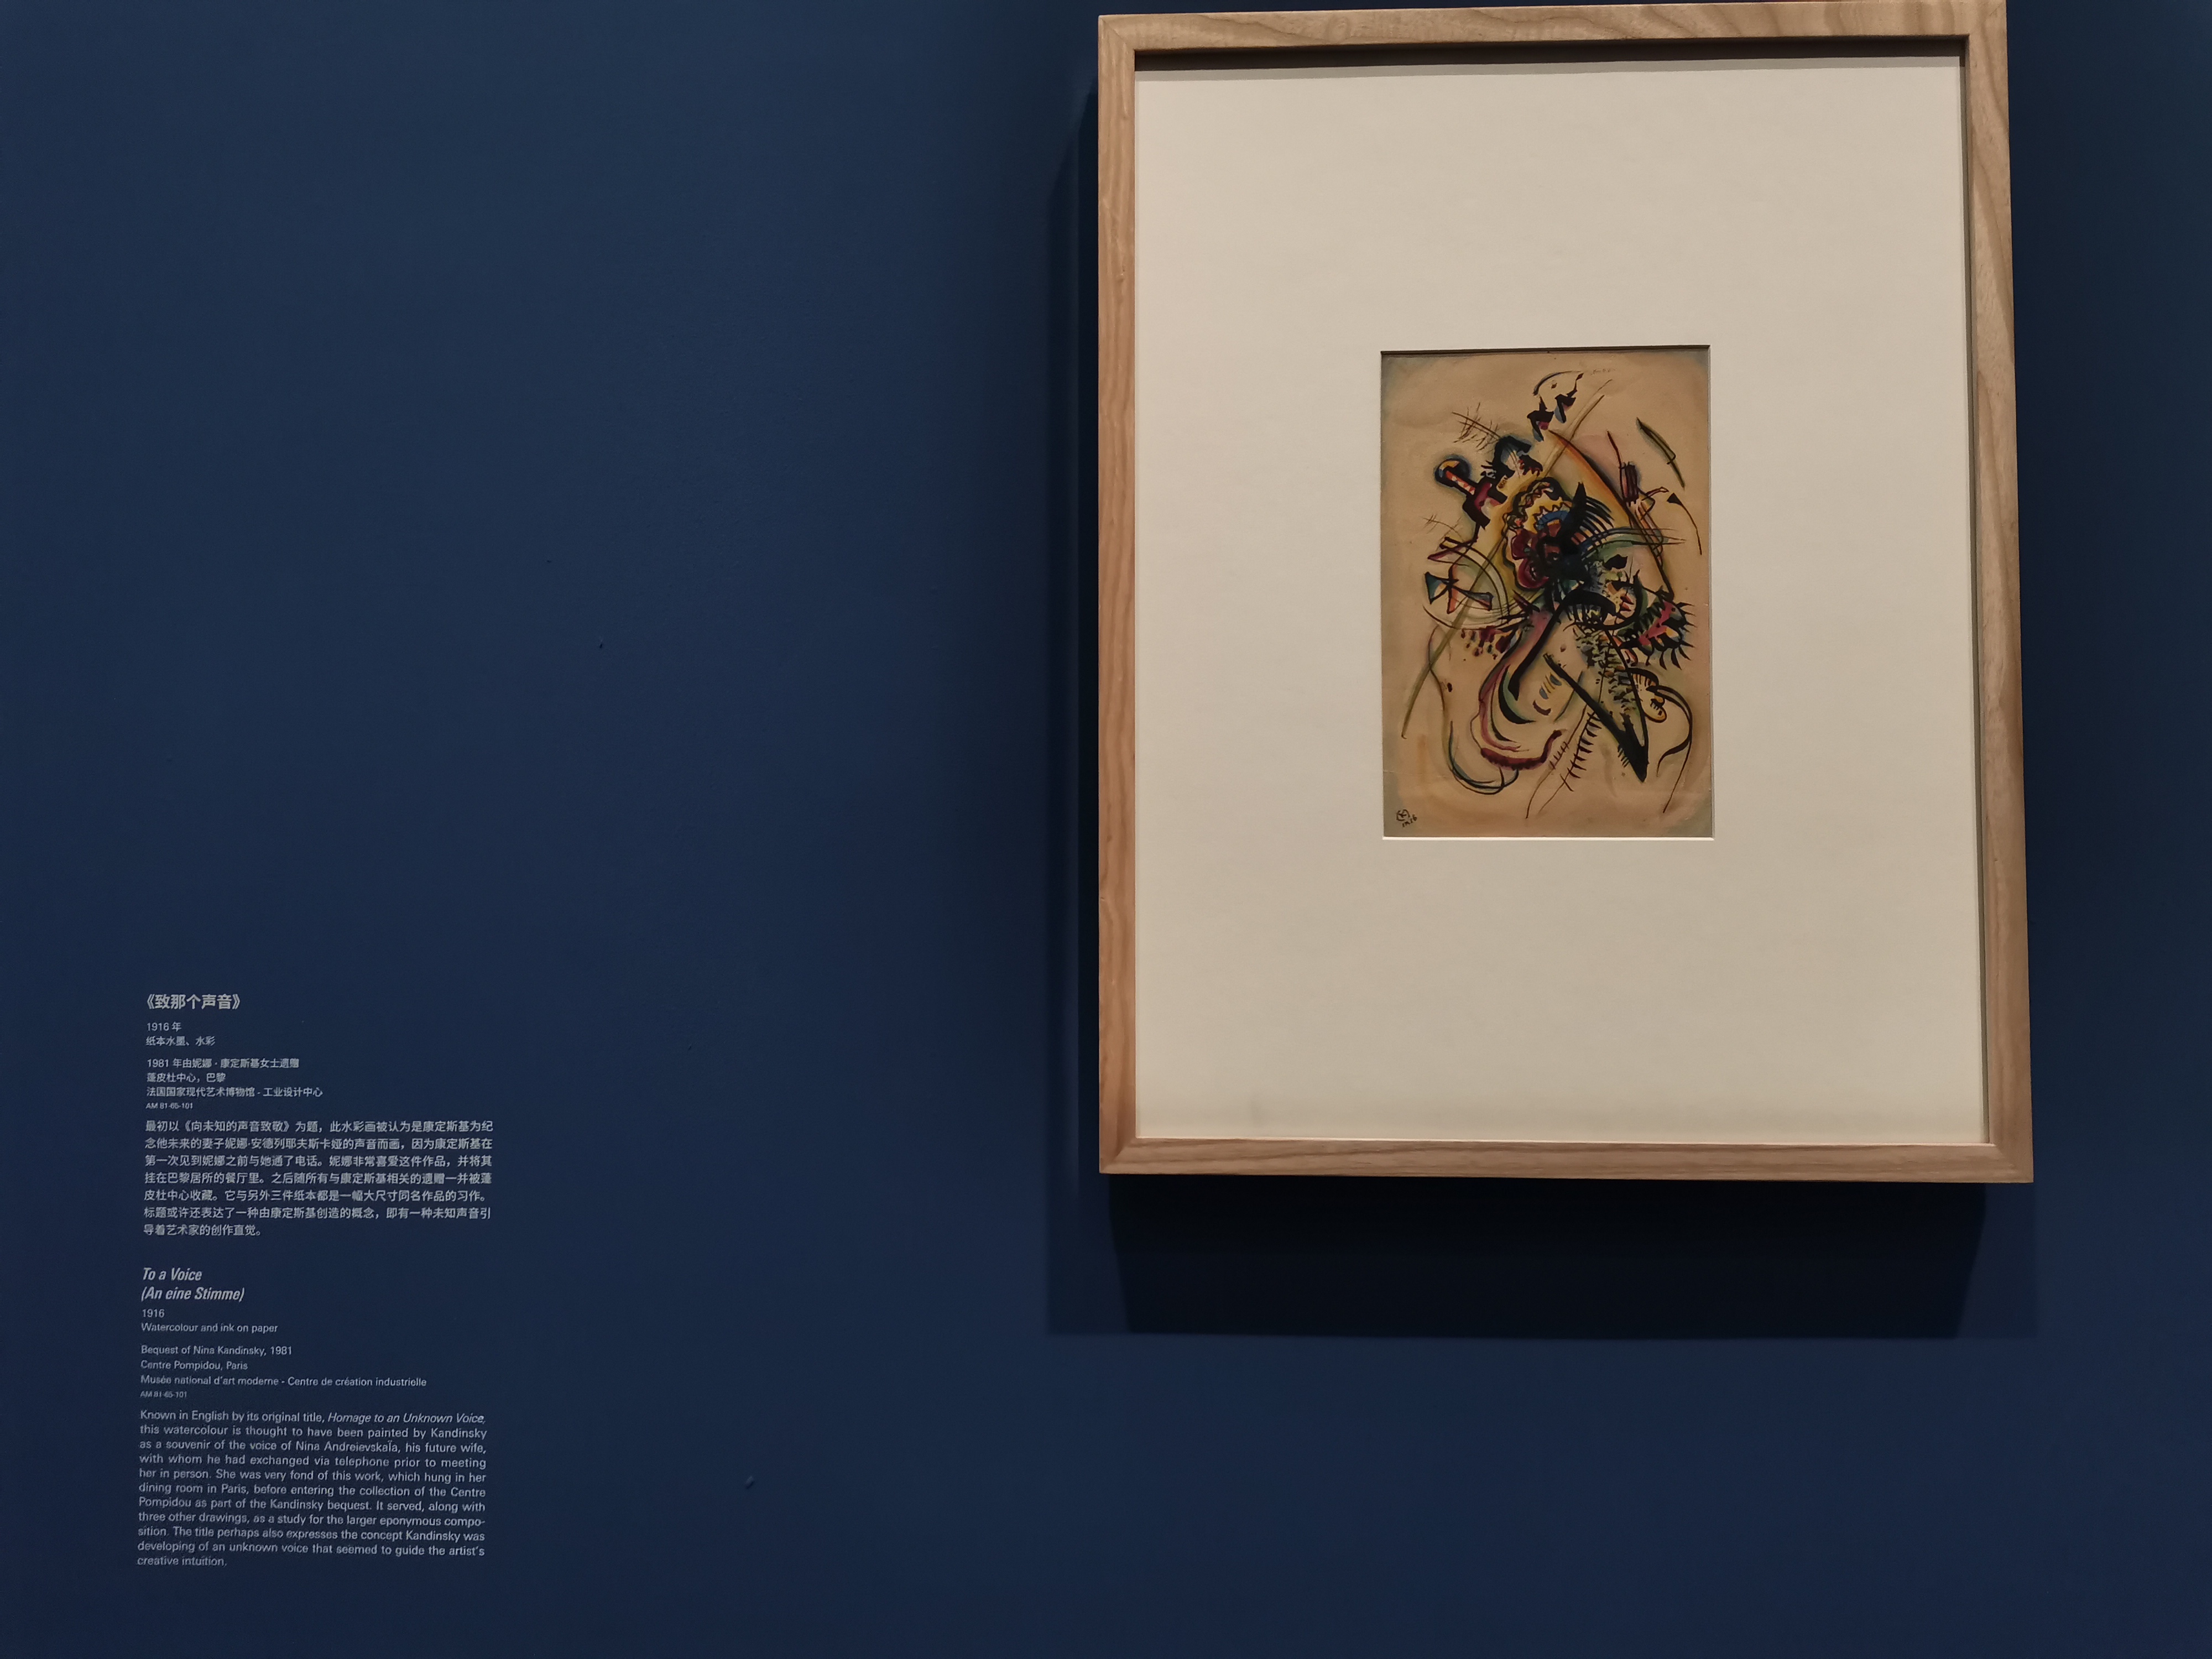 《致那个声音》
1916 年
纸本水墨、水彩
1981 年由妮娜 · 康定斯基女士遗赠
蓬皮杜中心，巴黎
法国国家现代艺术博物馆 - 工业设计中心
AM 81-65-101
最初以《向未知的声音致敬》为题，此水彩画被认为是康定斯基为纪
念他未来的妻子妮娜·安德列耶夫斯卡娅的声音而画，因为康定斯基在
第一次见到妮娜之前与她通了电话。妮娜非常喜爱这件作品，并将其
挂在巴黎居所的餐厅里。之后随所有与康定斯基相关的遗赠一并被蓬
皮杜中心收藏。它与另外三件纸本都是一幅大尺寸同名作品的习作。
标题或许还表达了一种由康定斯基创造的概念，即有一种未知声音引
导着艺术家的创作直觉。
To a Voice
(An eine Stimme)
1916
Watercolour and ink on paper
Bequest of Nina Kandinsky, 1981
Centre Pompidou, Paris
Musée national d'art moderne - Centre de création industrielle
AM 81-65-101
Known in English by its original title, Homage to an Unknown Voice,
this watercolour is thought to have been painted by Kandinsky
as a souvenir of the voice of Nina Andreievskaïa, his future wife,
with whom he had exchanged via telephone prior to meeting
her in person. She was very fond of this work, which hung in her
dining room in Paris, before entering the collection of the Centre
Pompidou as part of the Kandinsky bequest. It served, along with
three other drawings, as a study for the larger eponymous compo-
sition. The title perhaps also expresses the concept Kandinsky was
developing of an unknown voice that seemed to guide the artist's
creative intuition.